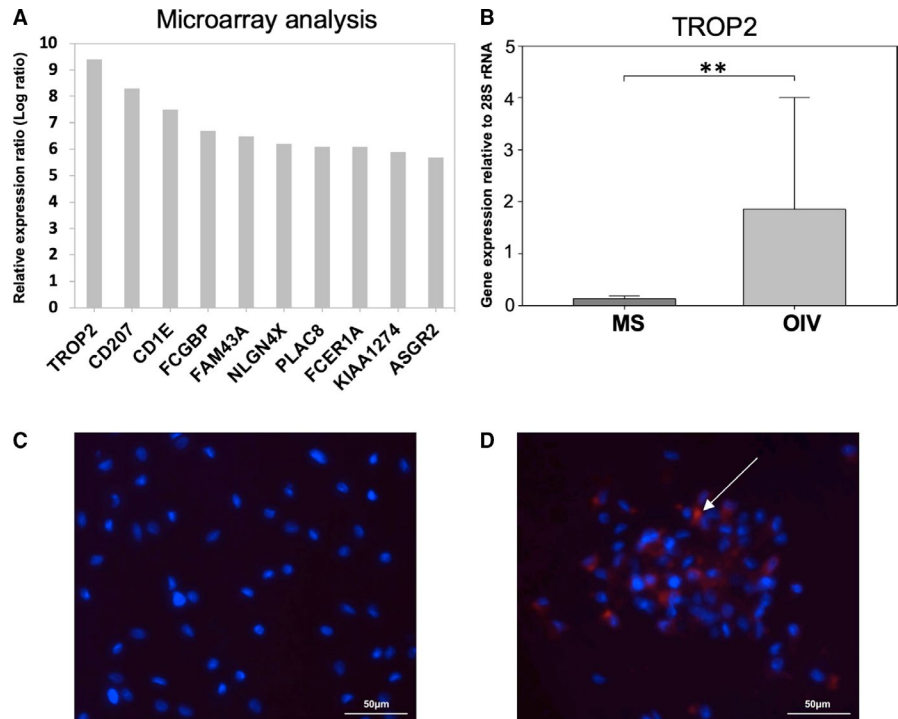 A
Microarray analysis
Relative expression ratio (Log ratio)
10
9
8
7
6
5
4
3
2
1
0
TROP2
CD207
CD1E
FCGBP
FAM43A
NLGN4X
PLAC8
FCER1A
KIAA1274
ASGR2
B
TROP2
Gene expression relative to 28S rRNA
5
4
3
2
1
0
**
MS
OIV
C
50µm
D
50µm